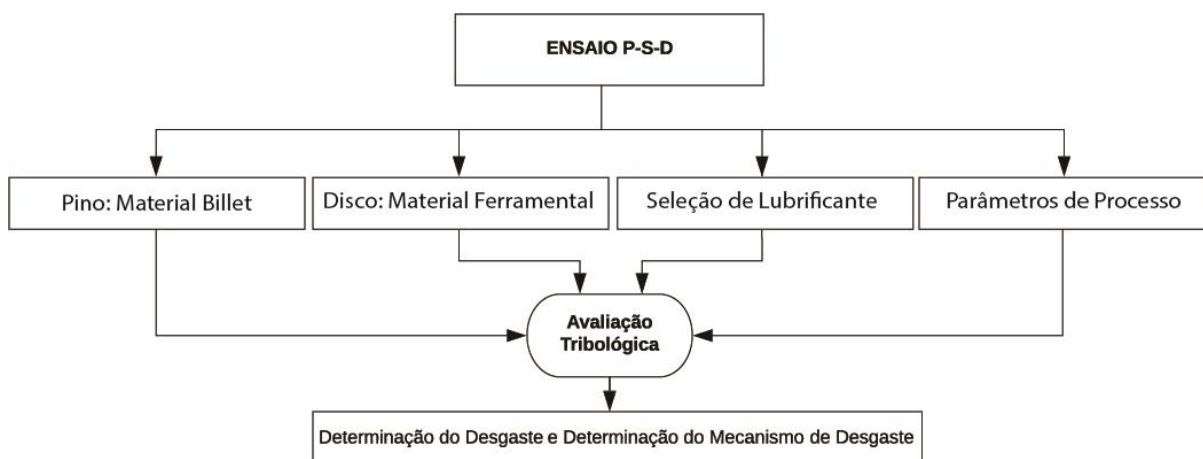 ENSAIO P-S-D
Pino: Material Billet
Disco: Material Ferramental
Seleção de Lubrificante
Parâmetros de Processo
Avaliação
Tribológica
Determinação do Desgaste e Determinação do Mecanismo de Desgaste